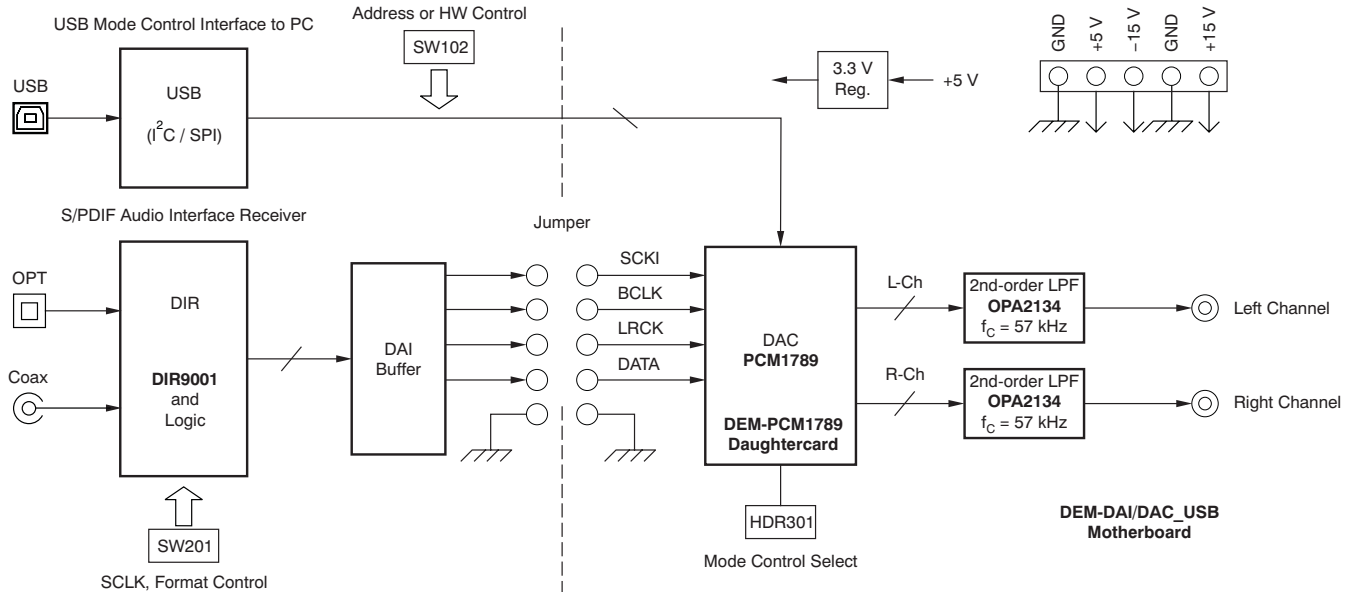 USB Mode Control Interface to PC
Address or HW Control
SW102
USB
USB
(I²C / SPI)
3.3 V
Reg.
+5 V
GND
+5 V
−15 V
GND
+15 V
S/PDIF Audio Interface Receiver
Jumper
OPT
Coax
DIR
DIR9001
and
Logic
DAI
Buffer
SCKI
BCLK
LRCK
DATA
DAC
PCM1789
DEM-PCM1789
Daughtercard
L-Ch
R-Ch
2nd-order LPF
OPA2134
fC = 57 kHz
Left Channel
2nd-order LPF
OPA2134
fC = 57 kHz
Right Channel
SW201
SCLK, Format Control
HDR301
Mode Control Select
DEM-DAI/DAC_USB
Motherboard